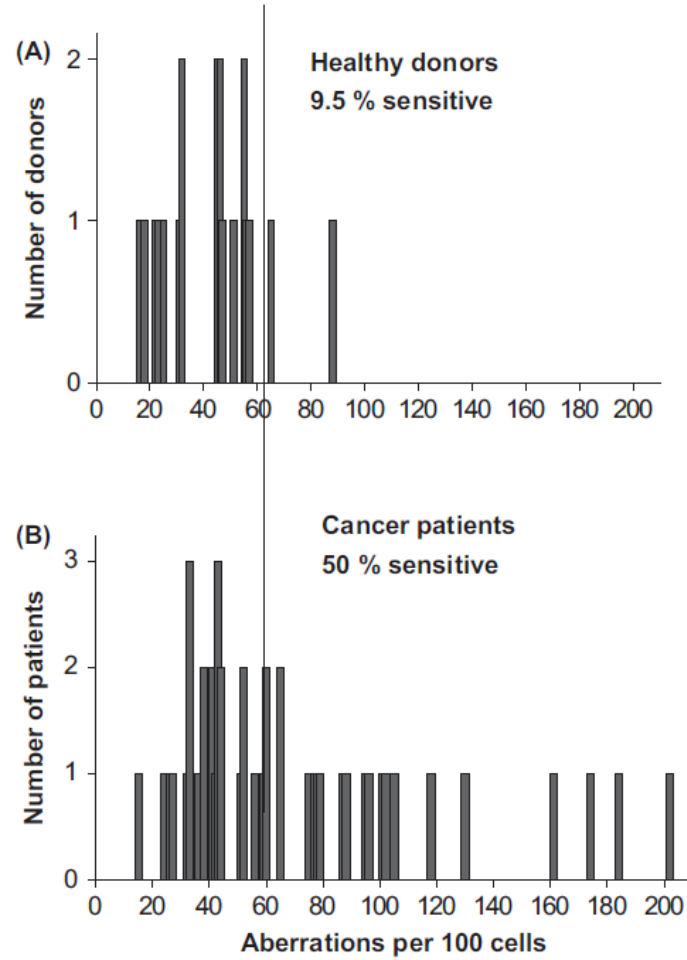 (A)
Healthy donors
9.5 % sensitive
Number of donors
2
1
0
0 20 40 60 80 100 120 140 160 180 200
(B)
Cancer patients
50 % sensitive
Number of patients
3
2
1
0
0 20 40 60 80 100 120 140 160 180 200
Aberrations per 100 cells